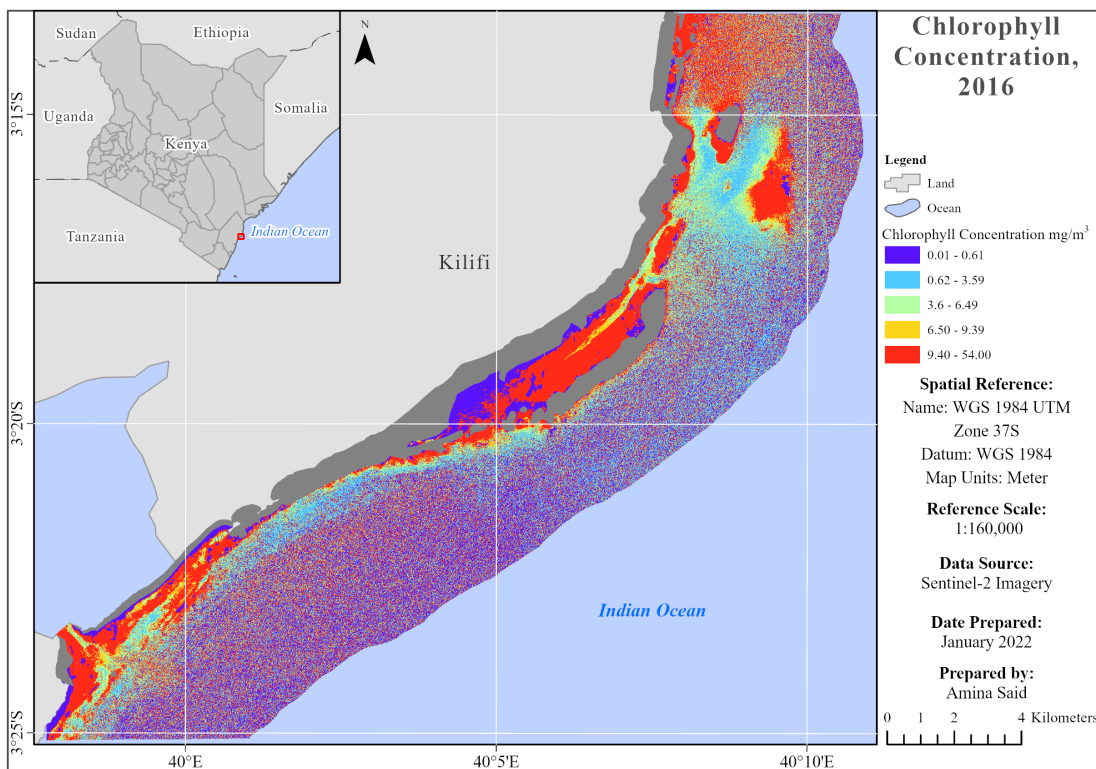 Chlorophyll
Concentration,
2016
Sudan
Ethiopia
Somalia
Uganda
Kenya
Tanzania
Indian Ocean
N
Kilifi
Indian Ocean
3°15'S
3°20'S
3°25'S
40°E
40°5'E
40°10'E
Legend
Land
Ocean
Chlorophyll Concentration mg/m³
0.01 - 0.61
0.62 - 3.59
3.6 - 6.49
6.50 - 9.39
9.40 - 54.00
Spatial Reference:
Name: WGS 1984 UTM
Zone 37S
Datum: WGS 1984
Map Units: Meter
Reference Scale:
1:160,000
Data Source:
Sentinel-2 Imagery
Date Prepared:
January 2022
Prepared by:
Amina Said
0 1 2 4 Kilometers